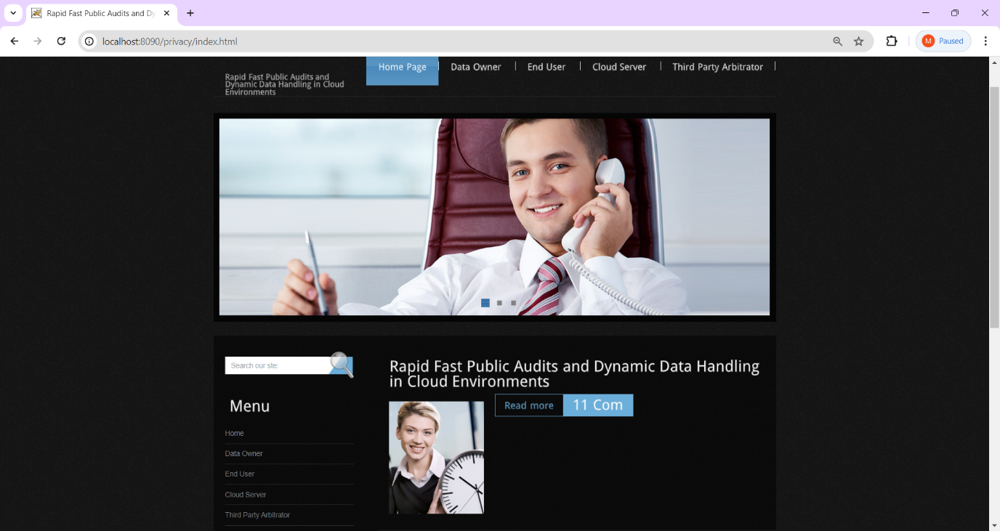 Rapid Fast Public Audits and Dy
localhost:8090/privacy/index.html
M Paused
Rapid Fast Public Audits and
Dynamic Data Handling in Cloud
Environments
Home Page
Data Owner
End User
Cloud Server
Third Party Arbitrator
Search our ste:
Menu
Home
Data Owner
End User
Cloud Server
Third Party Arbitrator
Rapid Fast Public Audits and Dynamic Data Handling
in Cloud Environments
Read more
11 Com